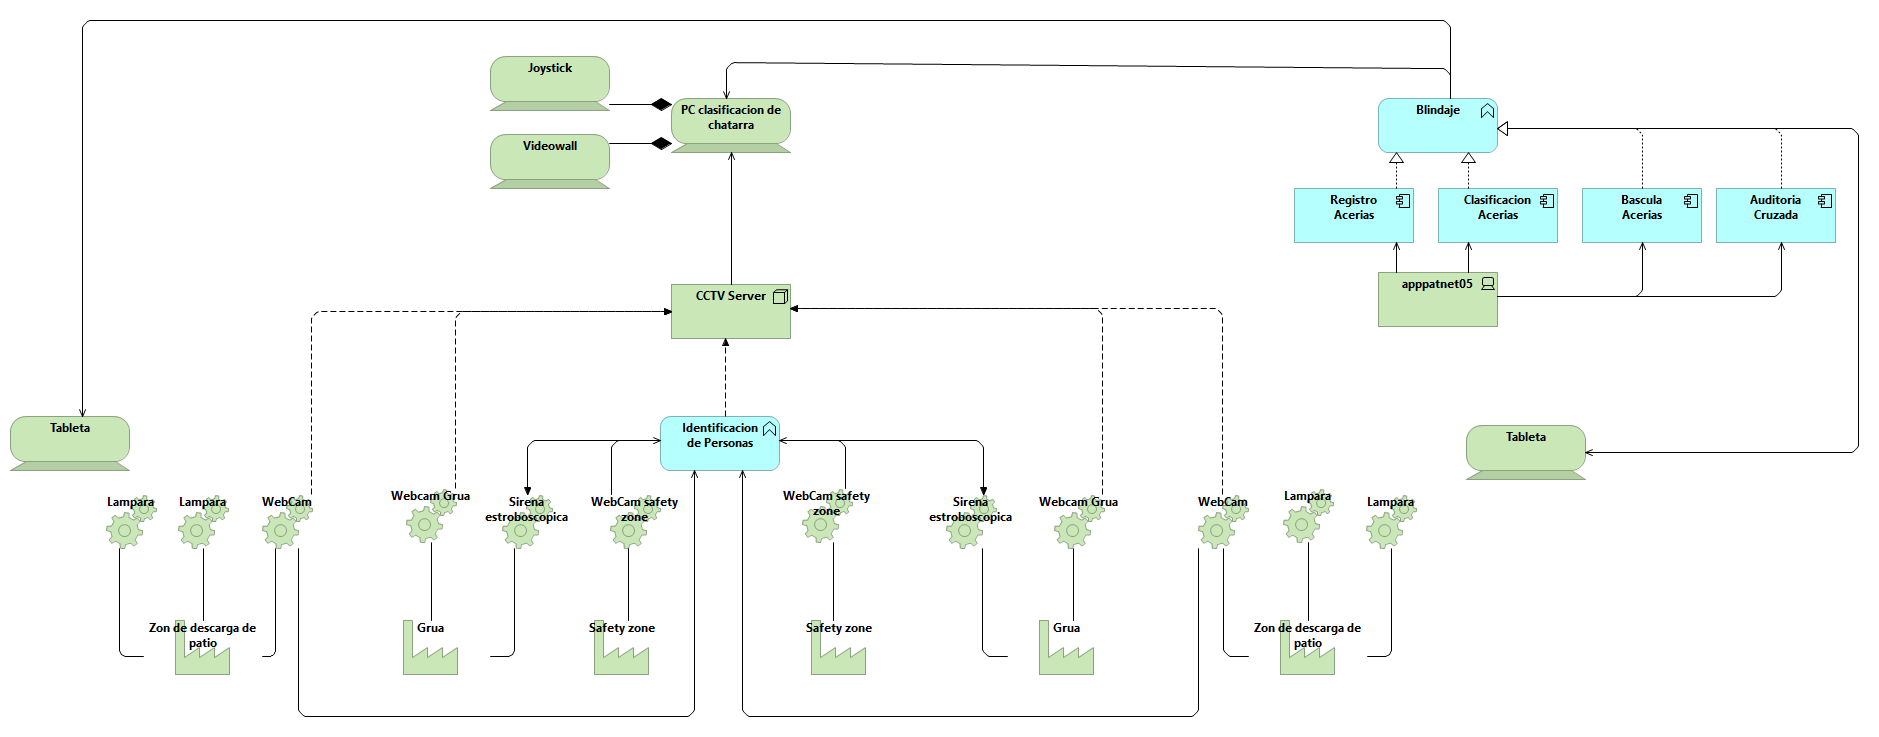 Joystick
PC clasificacion de
chatarra
Videowall
Blindaje
Registro
Acerias
Clasificacion
Acerias
Bascula
Acerias
Auditoria
Cruzada
CCTV Server
apppatnet05
Tableta
Identificacion
de Personas
Tableta
Lampara
Lampara
WebCam
Webcam Grua
Sirena
estroboscopica
WebCam safety
zone
WebCam safety
zone
Sirena
estroboscopica
Webcam Grua
WebCam
Lampara
Lampara
Zon de descarga de
patio
Grua
Safety zone
Safety zone
Grua
Zon de descarga de
patio